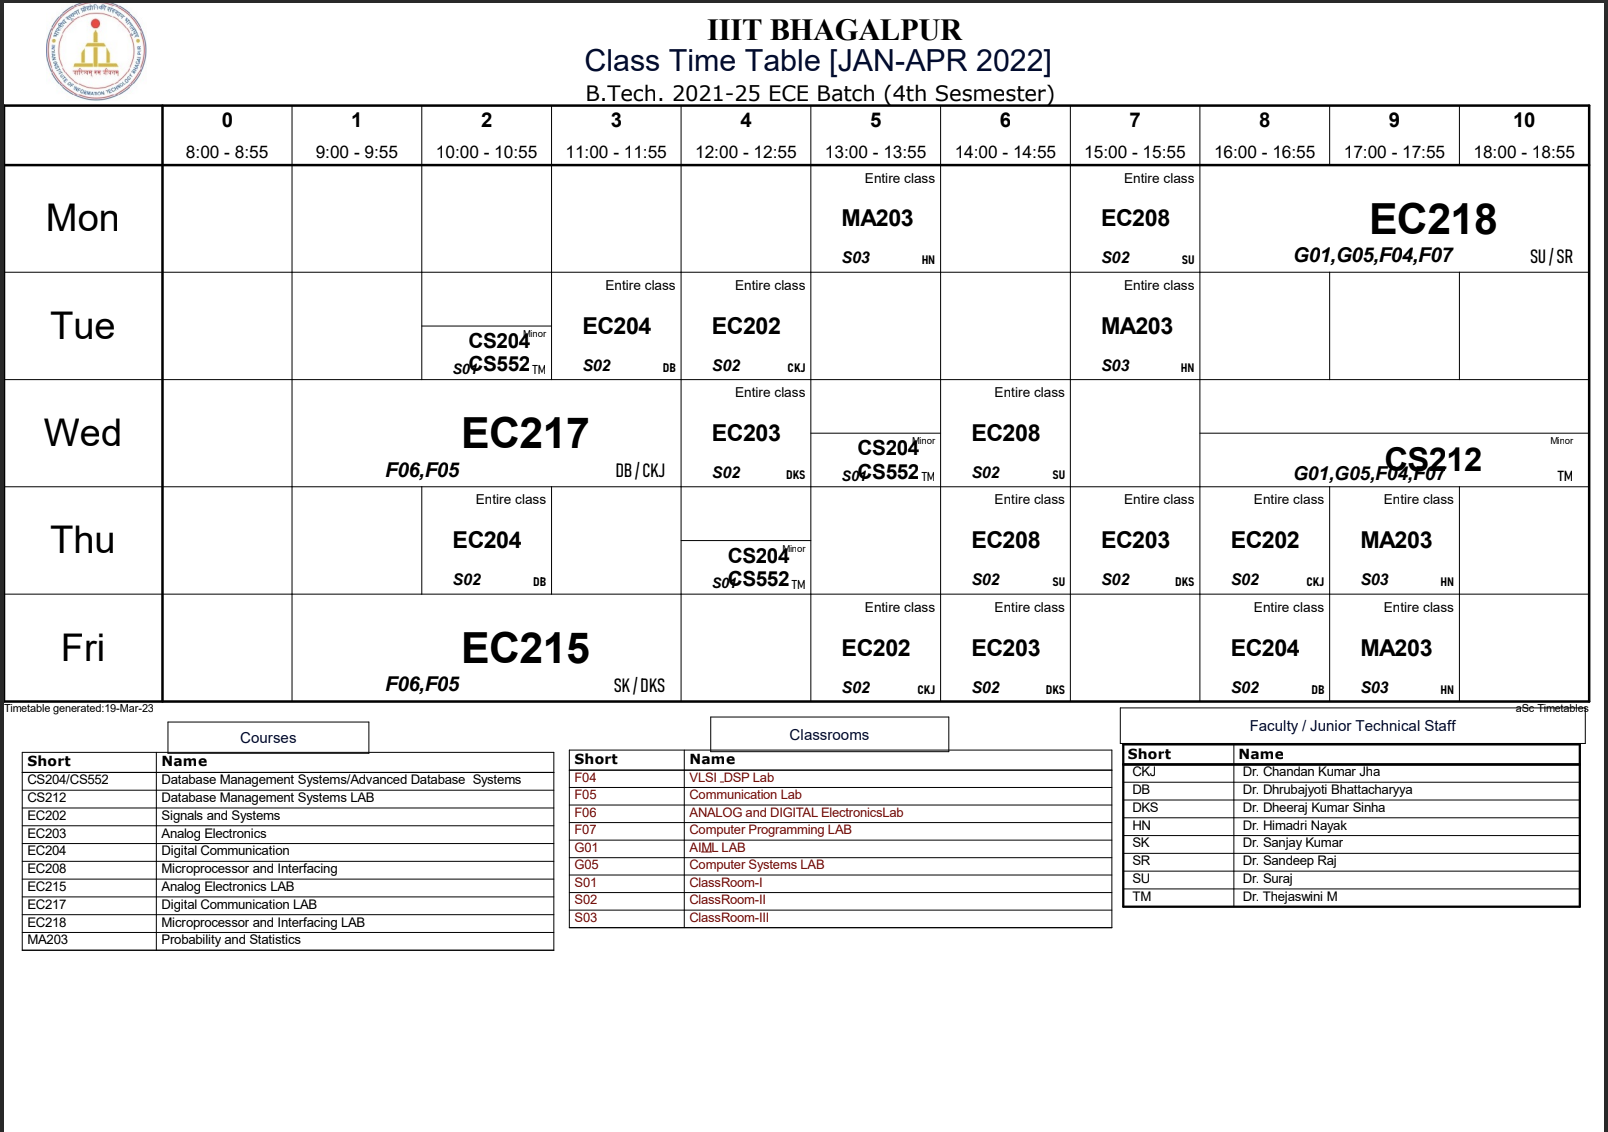 IIIT BHAGALPUR
Class Time Table [JAN-APR 2022]
B.Tech. 2021-25 ECE Batch (4th Sesmester)
0 1 2 3 4 5 6 7 8 9 10
8:00 - 8:55 9:00 - 9:55 10:00 - 10:55 11:00 - 11:55 12:00 - 12:55 13:00 - 13:55 14:00 - 14:55 15:00 - 15:55 16:00 - 16:55 17:00 - 17:55 18:00 - 18:55
Mon
Entire class
MA203
S03 HN
Entire class
EC208
S02 SU
EC218
G01,G05,F04,F07 SU / SR
Tue
Minor
CS204
CS552
S01 TM
Entire class
EC204
S02 DB
Entire class
EC202
S02 CKJ
Entire class
MA203
S03 HN
Wed
EC217
F06,F05 DB / CKJ
Entire class
EC203
S02 DKS
Minor
CS204
CS552
S01 TM
Entire class
EC208
S02 SU
Minor
CS212
G01,G05,F04,F07 TM
Thu
Entire class
EC204
S02 DB
Minor
CS204
CS552
S01 TM
Entire class
EC208
S02 SU
Entire class
EC203
S02 DKS
Entire class
EC202
S02 CKJ
Entire class
MA203
S03 HN
Fri
EC215
F06,F05 SK / DKS
Entire class
EC202
S02 CKJ
Entire class
EC203
S02 DKS
Entire class
EC204
S02 DB
Entire class
MA203
S03 HN
Timetable generated:19-Mar-23 aSc Timetables
Courses
Short Name
CS204/CS552 Database Management Systems/Advanced Database Systems
CS212 Database Management Systems LAB
EC202 Signals and Systems
EC203 Analog Electronics
EC204 Digital Communication
EC208 Microprocessor and Interfacing
EC215 Analog Electronics LAB
EC217 Digital Communication LAB
EC218 Microprocessor and Interfacing LAB
MA203 Probability and Statistics
Classrooms
Short Name
F04 VLSI _DSP Lab
F05 Communication Lab
F06 ANALOG and DIGITAL ElectronicsLab
F07 Computer Programming LAB
G01 AIML LAB
G05 Computer Systems LAB
S01 ClassRoom-I
S02 ClassRoom-II
S03 ClassRoom-III
Faculty / Junior Technical Staff
Short Name
CKJ Dr. Chandan Kumar Jha
DB Dr. Dhrubajyoti Bhattacharyya
DKS Dr. Dheeraj Kumar Sinha
HN Dr. Himadri Nayak
SK Dr. Sanjay Kumar
SR Dr. Sandeep Raj
SU Dr. Suraj
TM Dr. Thejaswini M